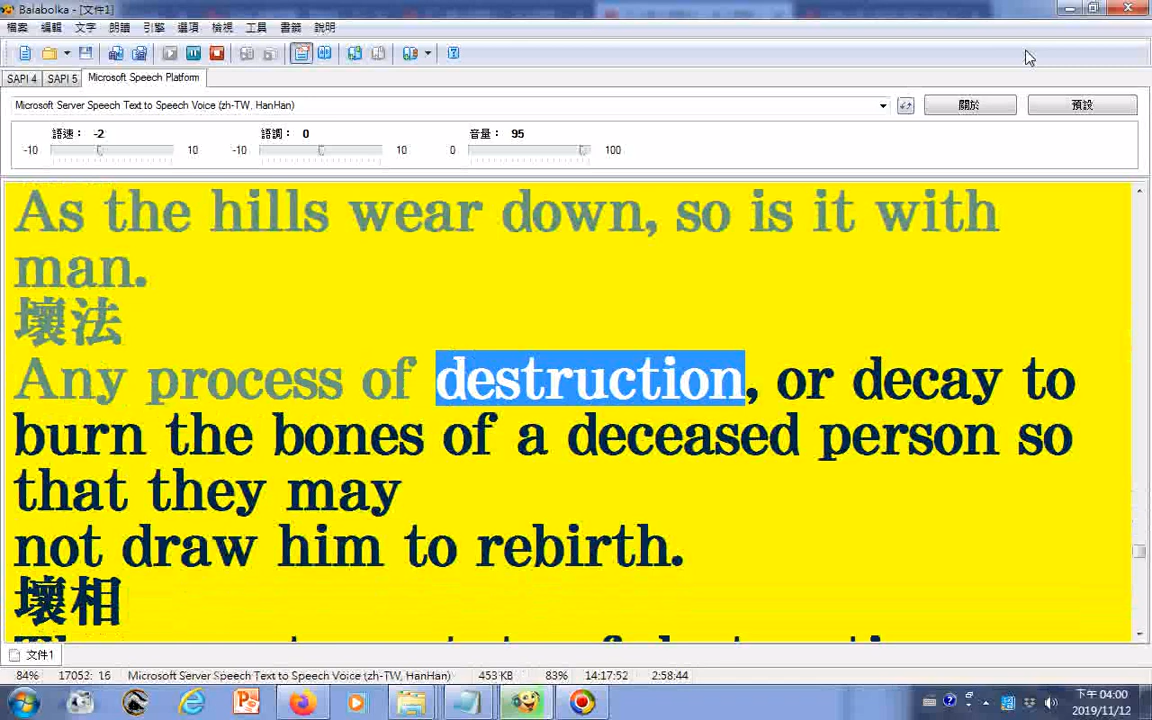 Balabolka - [文件1]
檔案 編輯 文字 朗讀 引擎 選項 檢視 工具 書籤 說明
SAPI 4 SAPI 5 Microsoft Speech Platform
Microsoft Server Speech Text to Speech Voice (zh-TW, HanHan) 關於 預設
語速： -2 語調： 0 音量： 95
-10 10 -10 10 0 100
As the hills wear down, so is it with
man.
壞法
Any process of destruction, or decay to
burn the bones of a deceased person so
that they may
not draw him to rebirth.
壞相
文件1
84% 17052: 16 Microsoft Server Speech Text to Speech Voice (zh-TW, HanHan) 453 KB 83% 14:17:52 2:58:44
下午 04:00
2019/11/12